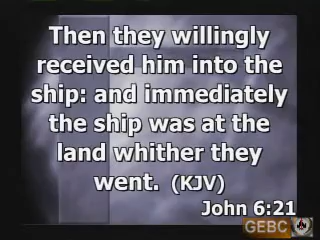 Then they willingly
received him into the
ship: and immediately
the ship was at the
land whither they
went. (KJV)
John 6:21
GEBC